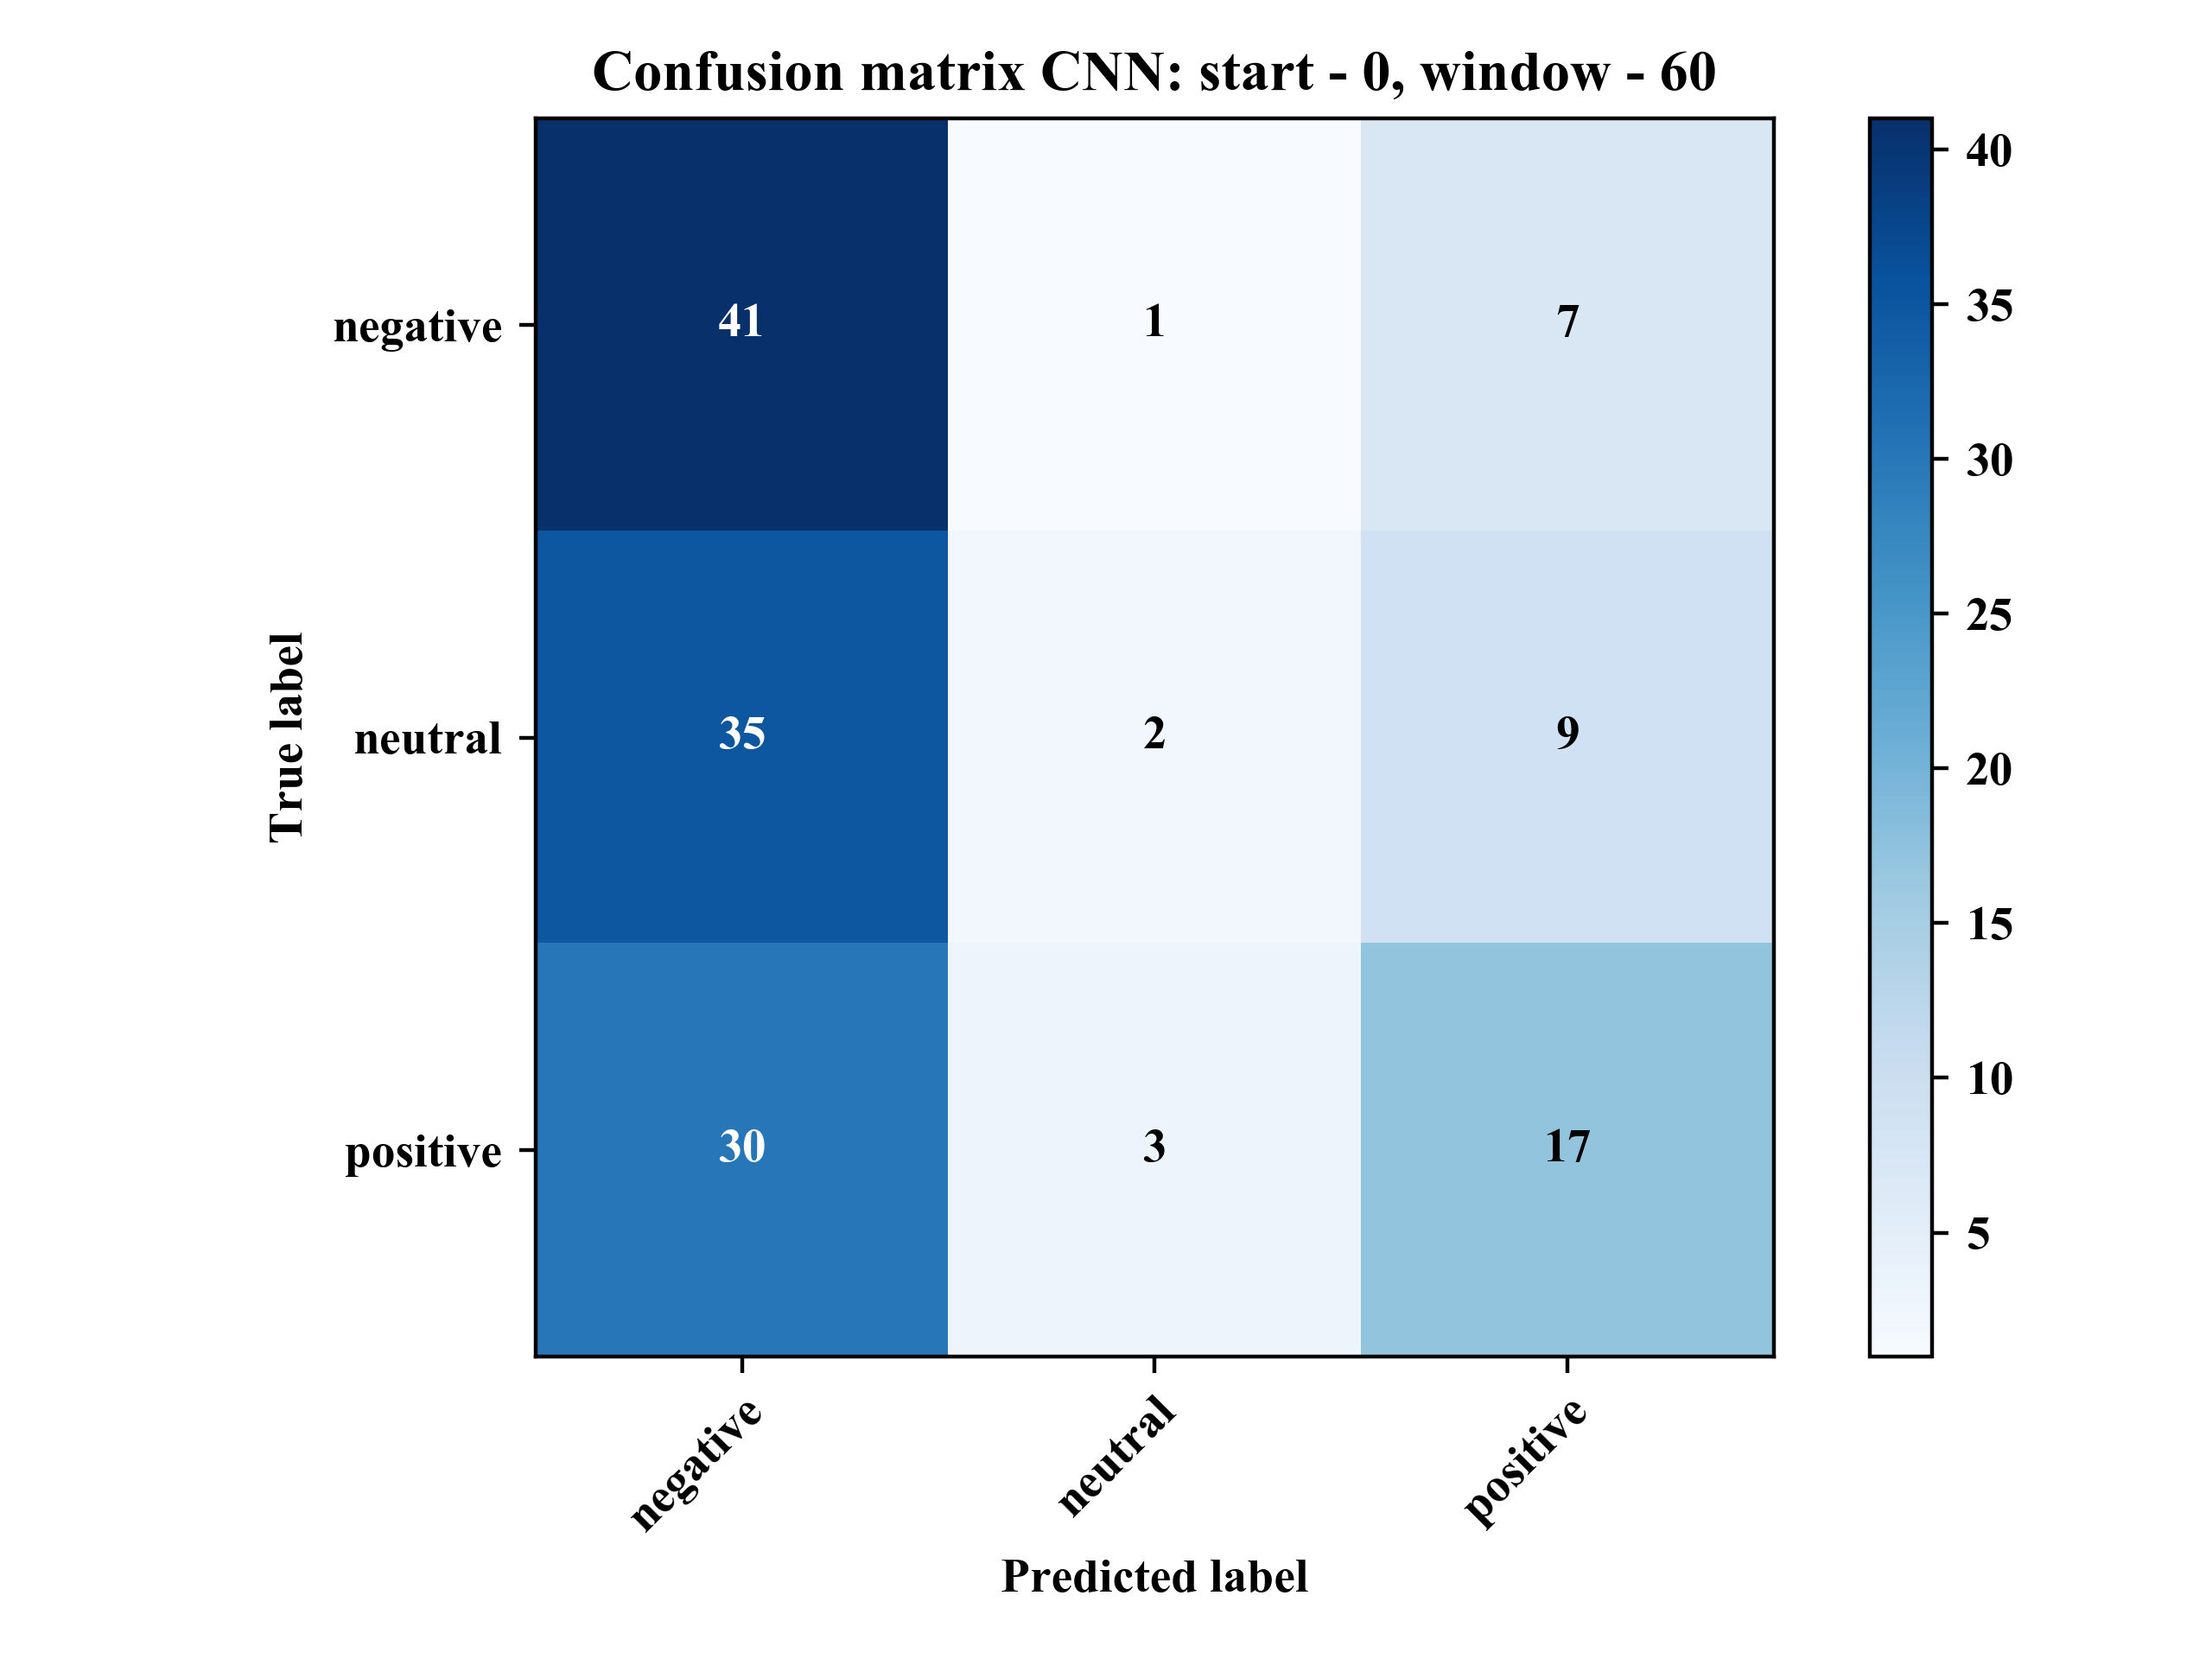 Confusion matrix CNN: start - 0, window - 60
True label
negative
neutral
positive
41 1 7
35 2 9
30 3 17
negative
neutral
positive
Predicted label
40
35
30
25
20
15
10
5